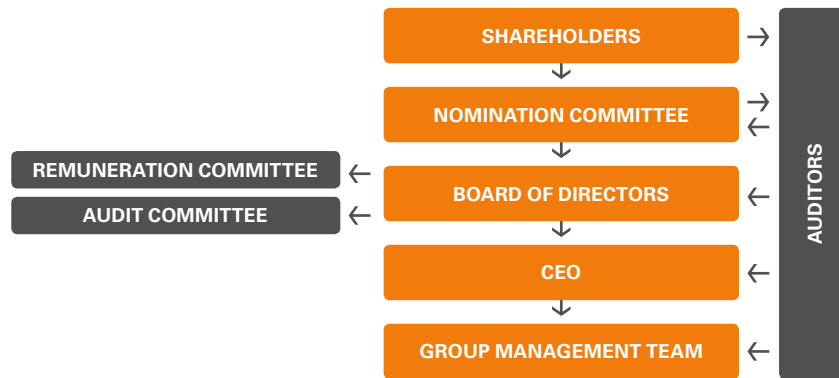 SHAREHOLDERS
NOMINATION COMMITTEE
REMUNERATION COMMITTEE
BOARD OF DIRECTORS
AUDIT COMMITTEE
CEO
GROUP MANAGEMENT TEAM
AUDITORS